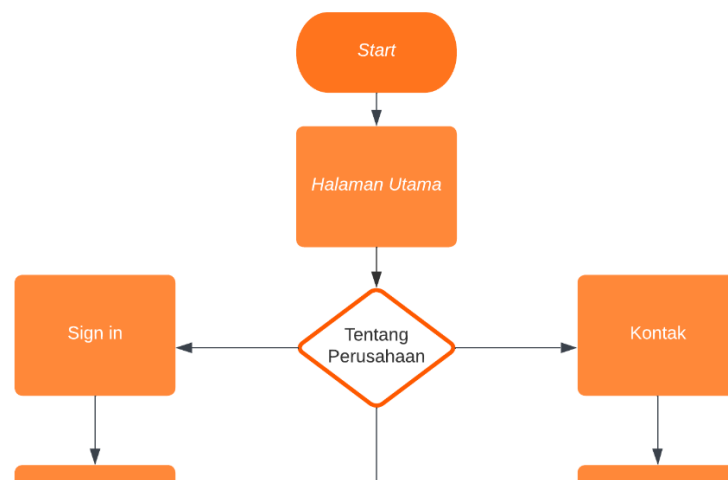 Start
Halaman Utama
Sign in
Tentang
Perusahaan
Kontak